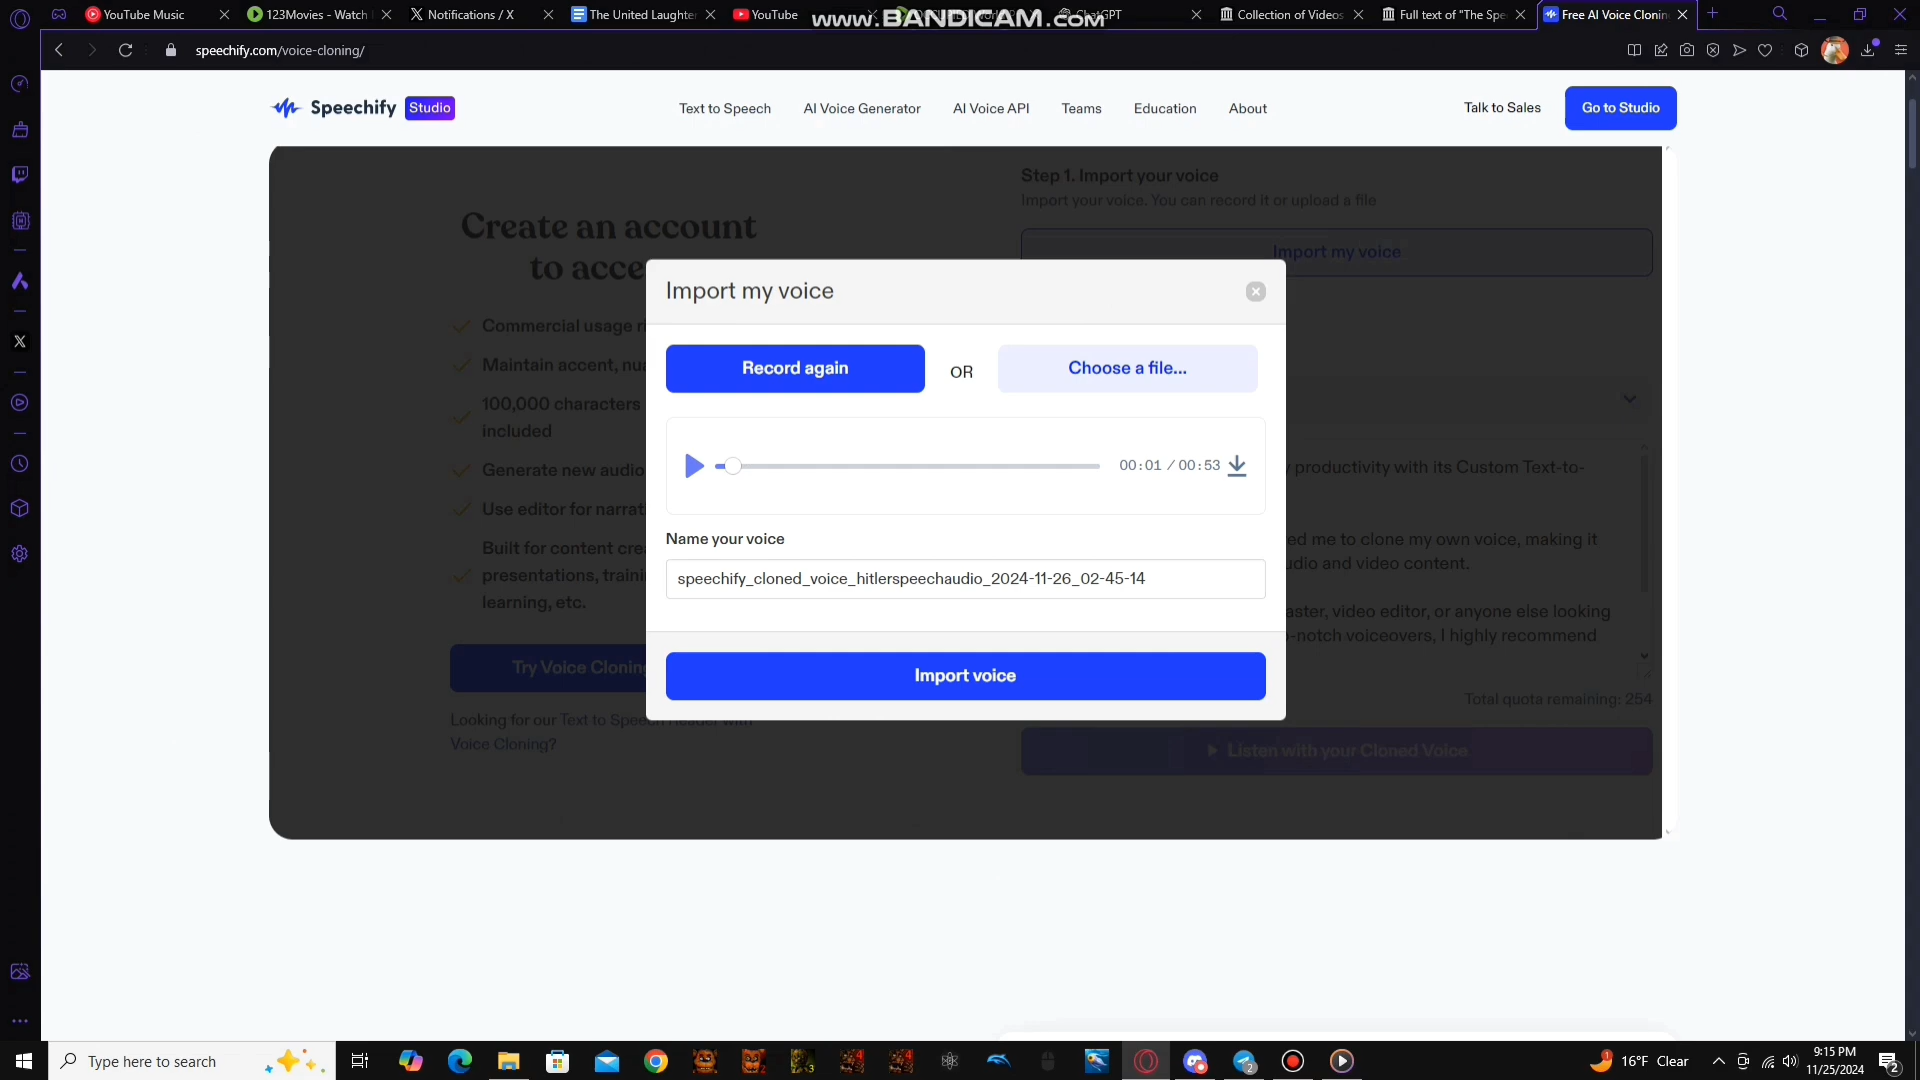 YouTube Music
123Movies - Watch
Notifications / X
The United Laughter
YouTube
www.BANDICAM.com
ChatGPT
Collection of Videos
Full text of "The Spe
Free AI Voice Clonin
speechify.com/voice-cloning/
Speechify Studio
Text to Speech
AI Voice Generator
AI Voice API
Teams
Education
About
Talk to Sales
Go to Studio
Create an account
to acce
Commercial usage ri
Maintain accent, nua
100,000 characters
included
Generate new audio
Use editor for narrat
Built for content crea
presentations, traini
learning, etc.
Try Voice Cloning
Looking for our Text to Speech Reader with
Voice Cloning?
Step 1. Import your voice
Import your voice. You can record it or upload a file
Import my voice
Import my voice
Record again
OR
Choose a file...
00:01 / 00:53
Name your voice
speechify_cloned_voice_hitlerspeechaudio_2024-11-26_02-45-14
Import voice
y productivity with its Custom Text-to-
ed me to clone my own voice, making it
udio and video content.
aster, video editor, or anyone else looking
-notch voiceovers, I highly recommend
Total quota remaining: 254
Listen with your Cloned Voice
Type here to search
16°F Clear
9:15 PM
11/25/2024